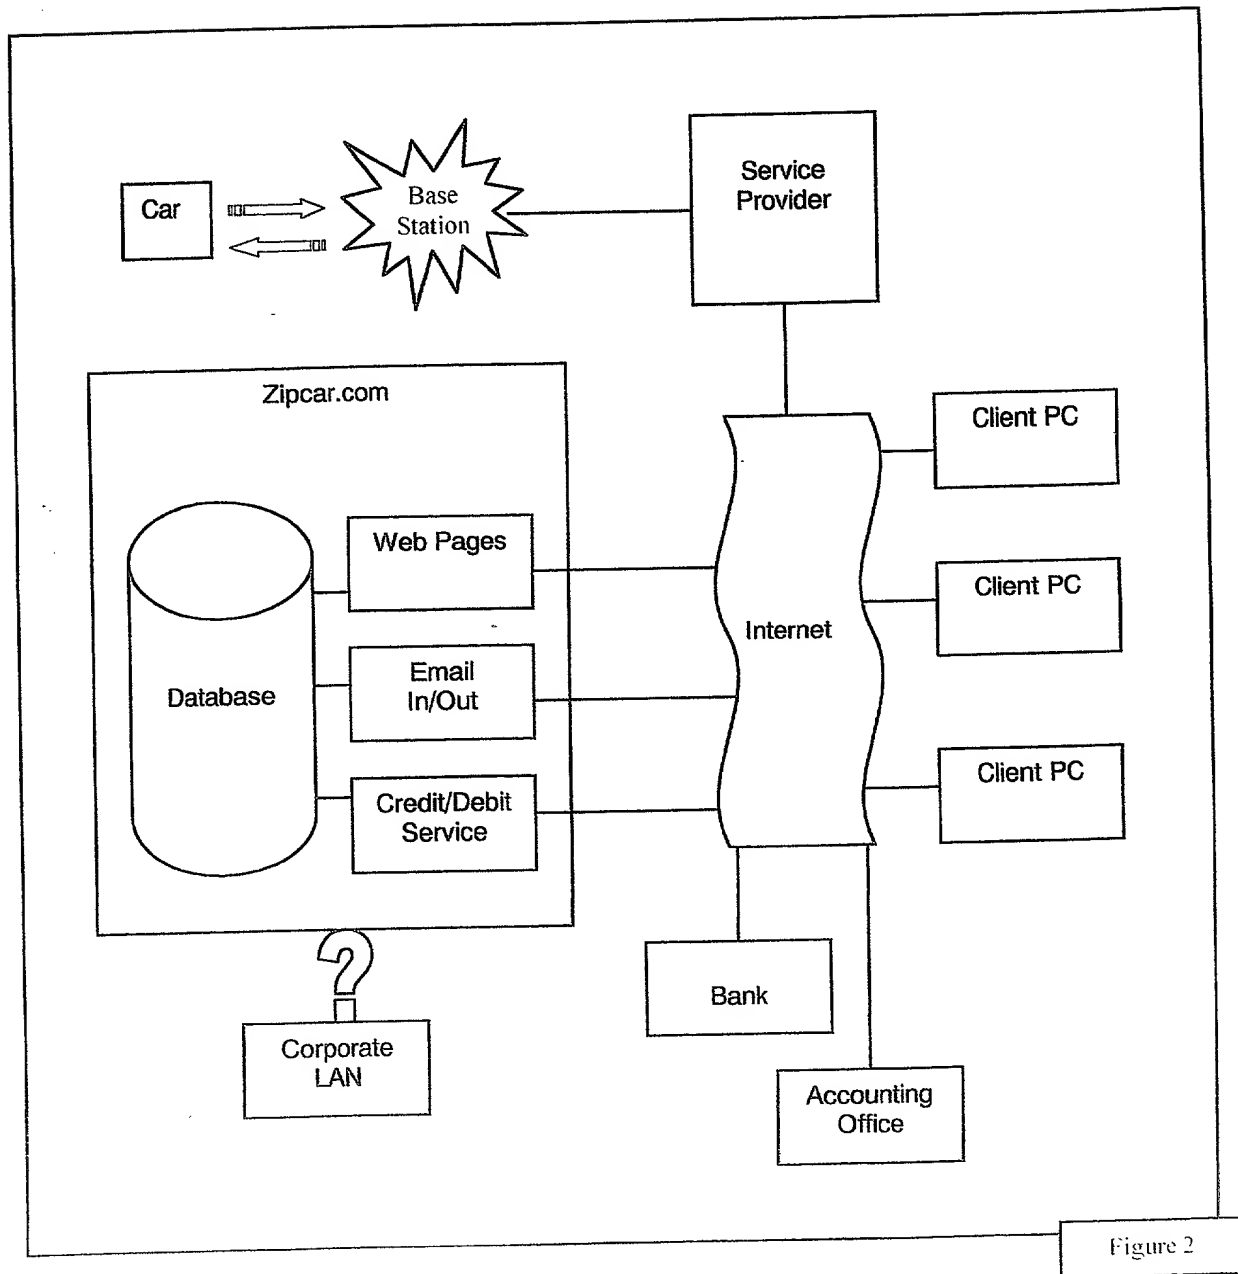 Car
Base
Station
Service
Provider
Zipcar.com
Client PC
Web Pages
Client PC
Internet
Email
In/Out
Database
Client PC
Credit/Debit
Service
?
Bank
Corporate
LAN
Accounting
Office
Figure 2